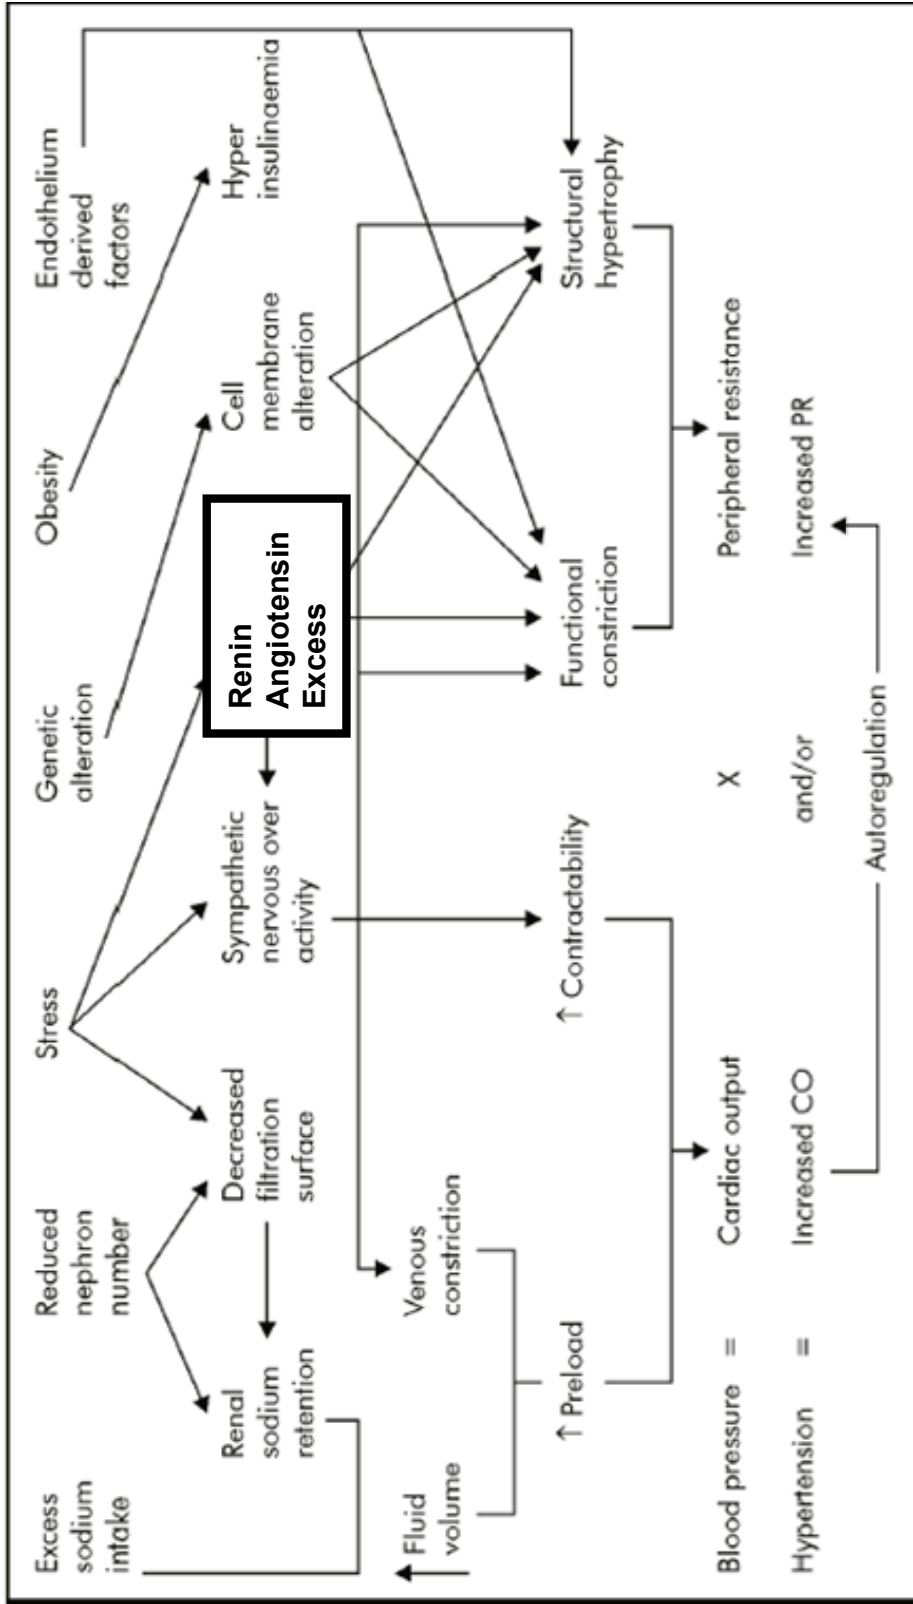 Excess
sodium
intake
Reduced
nephron
number
Stress
Genetic
alteration
Obesity
Endothelium
derived
factors
Renal
sodium
retention
Decreased
filtration
surface
Sympathetic
nervous over
activity
Renin
Angiotensin
Excess
Cell
membrane
alteration
Hyper
insulinaemia
Fluid
volume
Venous
constriction
↑ Preload
↑ Contractability
Functional
constriction
Structural
hypertrophy
Blood pressure = Cardiac output X Peripheral resistance
Hypertension = Increased CO and/or Increased PR
Autoregulation